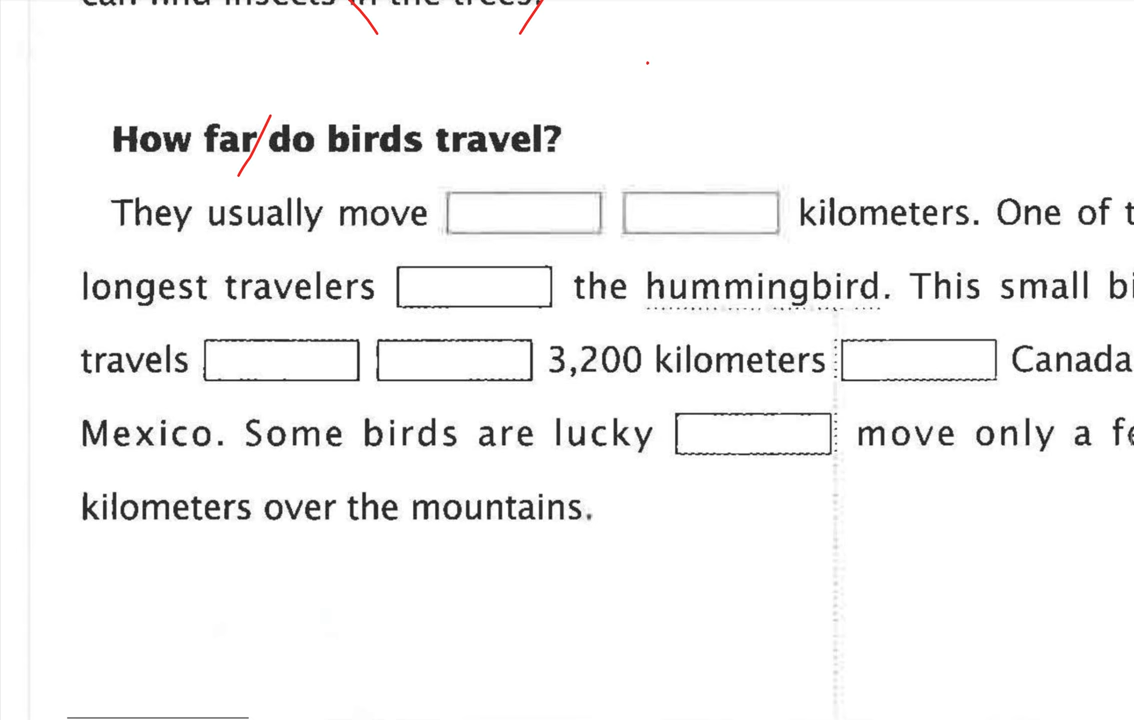 How far do birds travel?
They usually move kilometers. One of
longest travelers the hummingbird. This small
travels 3,200 kilometers Canada
Mexico. Some birds are lucky move only a
kilometers over the mountains.